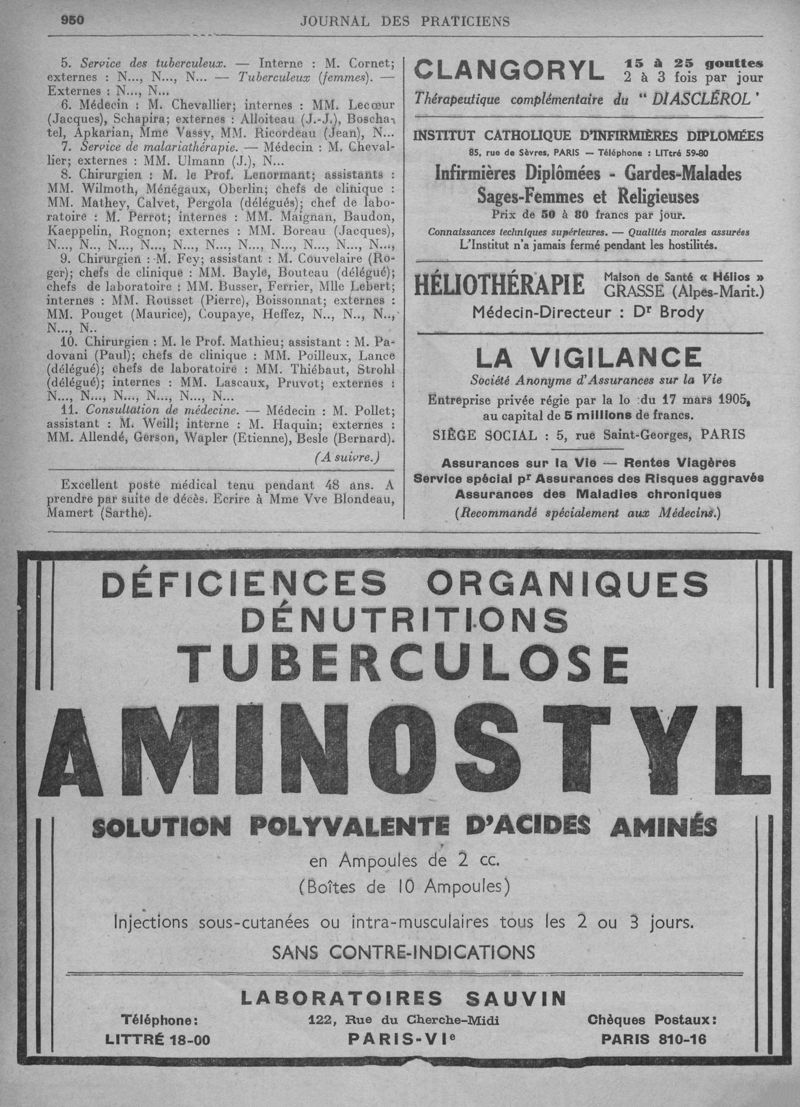 950
JOURNAL DES PRATICIENS
5. Service des tuberculeux. — Interne : M. Cornet;
externes : N..., N..., N... — Tuberculeux (femmes). —
Externes : N..., N...
6. Médecin : M. Chevallier; internes : MM. Lecœur
(Jacques), Schapira; externes : Alloiteau (J.-J.), Boscha-
tel, Apkarian, Mme Vassy, MM. Ricordeau (Jean), N...
7. Service de malariathérapie. — Médecin : M. Cheval-
lier; externes : MM. Ulmann (J.), N...
8. Chirurgien : M. le Prof. Lenormant; assistants :
MM. Wilmoth, Ménégaux, Oberlin; chefs de clinique :
MM. Mathey, Calvet, Pergola (délégués); chef de labo-
ratoire : M. Perrot; internes : MM. Maignan, Baudon,
Kaeppelin, Rognon; externes : MM. Boreau (Jacques),
N..., N.., N..., N..., N..., N..., N..., N..., N..., N..., N...,
9. Chirurgien : M. Fey; assistant : M. Couvelaire (Ro-
ger); chefs de clinique : MM. Bayle, Bouteau (délégué);
chefs de laboratoire : MM. Busser, Ferrier, Mlle Lebert;
internes : MM. Rousset (Pierre), Boissonnat; externes :
MM. Pouget (Maurice), Coupaye, Heffez, N.., N.., N..,
N..., N..
10. Chirurgien : M. le Prof. Mathieu; assistant : M. Pa-
dovani (Paul); chefs de clinique : MM. Poilleux, Lance
(délégué); chefs de laboratoire : MM. Thiébaut, Strohl
(délégué); internes : MM. Lascaux, Pruvot; externes :
N..., N..., N..., N..., N..., N...
11. Consultation de médecine. — Médecin : M. Pollet;
assistant : M. Weill; interne : M. Haquin; externes :
MM. Allendé, Gerson, Wapler (Etienne), Besle (Bernard).
(A suivre.)
Excellent poste médical tenu pendant 48 ans. A
prendre par suite de décès. Ecrire à Mme Vve Blondeau,
Mamert (Sarthe).
CLANGORYL 15 à 25 gouttes
2 à 3 fois par jour
Thérapeutique complémentaire du " DIASCLÉROL '
INSTITUT CATHOLIQUE D'INFIRMIÈRES DIPLOMÉES
85, rue de Sèvres, PARIS — Téléphone : LITtré 59-80
Infirmières Diplômées - Gardes-Malades
Sages-Femmes et Religieuses
Prix de 50 à 80 francs par jour.
Connaissances techniques supérieures. — Qualités morales assurées
L'Institut n'a jamais fermé pendant les hostilités.
HÉLIOTHÉRAPIE Maison de Santé « Hélios »
GRASSE (Alpes-Marit.)
Médecin-Directeur : Dr Brody
LA VIGILANCE
Société Anonyme d'Assurances sur la Vie
Entreprise privée régie par la lo du 17 mars 1905,
au capital de 5 millions de francs.
SIÈGE SOCIAL : 5, rue Saint-Georges, PARIS
Assurances sur la Vie — Rentes Viagères
Service spécial pr Assurances des Risques aggravés
Assurances des Maladies chroniques
(Recommandé spécialement aux Médecins.)
DÉFICIENCES ORGANIQUES
DÉNUTRITIONS
TUBERCULOSE
AMINOSTYL
SOLUTION POLYVALENTE D'ACIDES AMINÉS
en Ampoules de 2 cc.
(Boîtes de 10 Ampoules)
Injections sous-cutanées ou intra-musculaires tous les 2 ou 3 jours.
SANS CONTRE-INDICATIONS
LABORATOIRES SAUVIN
Téléphone: 122, Rue du Cherche-Midi Chèques Postaux:
LITTRÉ 18-00 PARIS-VIe PARIS 810-16